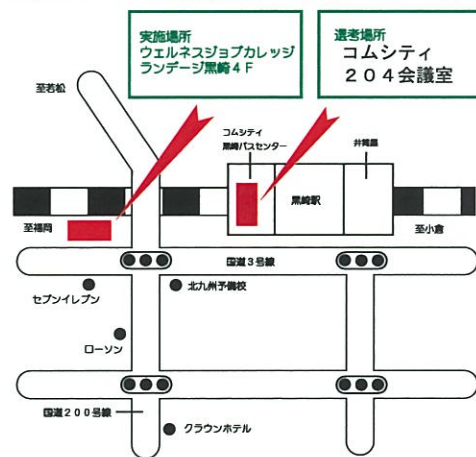 実施場所
ウェルネスジョブカレッジ
ランデージ黒崎4F
選考場所
コムシティ
204会議室
至若松
コムシティ
黒崎バスセンター
井筒屋
黒崎駅
至福岡
至小倉
国道3号線
セブンイレブン
北九州予備校
ローソン
国道200号線
クラウンホテル